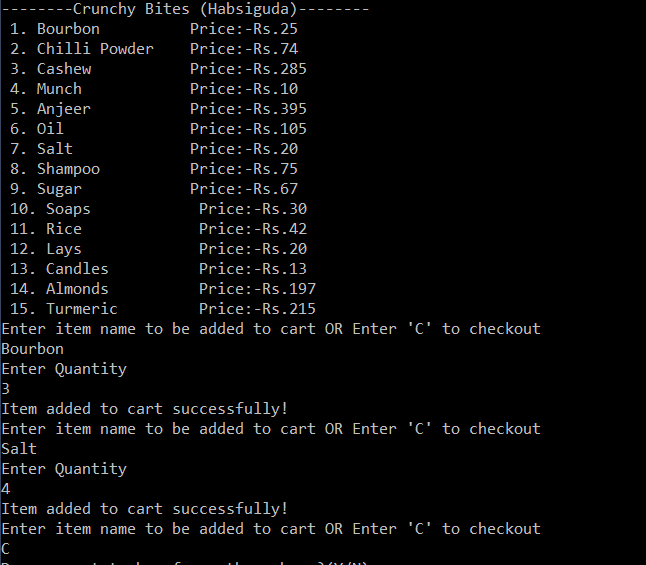 --------Crunchy Bites (Habsiguda)--------
1. Bourbon Price:-Rs.25
2. Chilli Powder Price:-Rs.74
3. Cashew Price:-Rs.285
4. Munch Price:-Rs.10
5. Anjeer Price:-Rs.395
6. Oil Price:-Rs.105
7. Salt Price:-Rs.20
8. Shampoo Price:-Rs.75
9. Sugar Price:-Rs.67
10. Soaps Price:-Rs.30
11. Rice Price:-Rs.42
12. Lays Price:-Rs.20
13. Candles Price:-Rs.13
14. Almonds Price:-Rs.197
15. Turmeric Price:-Rs.215
Enter item name to be added to cart OR Enter 'C' to checkout
Bourbon
Enter Quantity
3
Item added to cart successfully!
Enter item name to be added to cart OR Enter 'C' to checkout
Salt
Enter Quantity
4
Item added to cart successfully!
Enter item name to be added to cart OR Enter 'C' to checkout
C